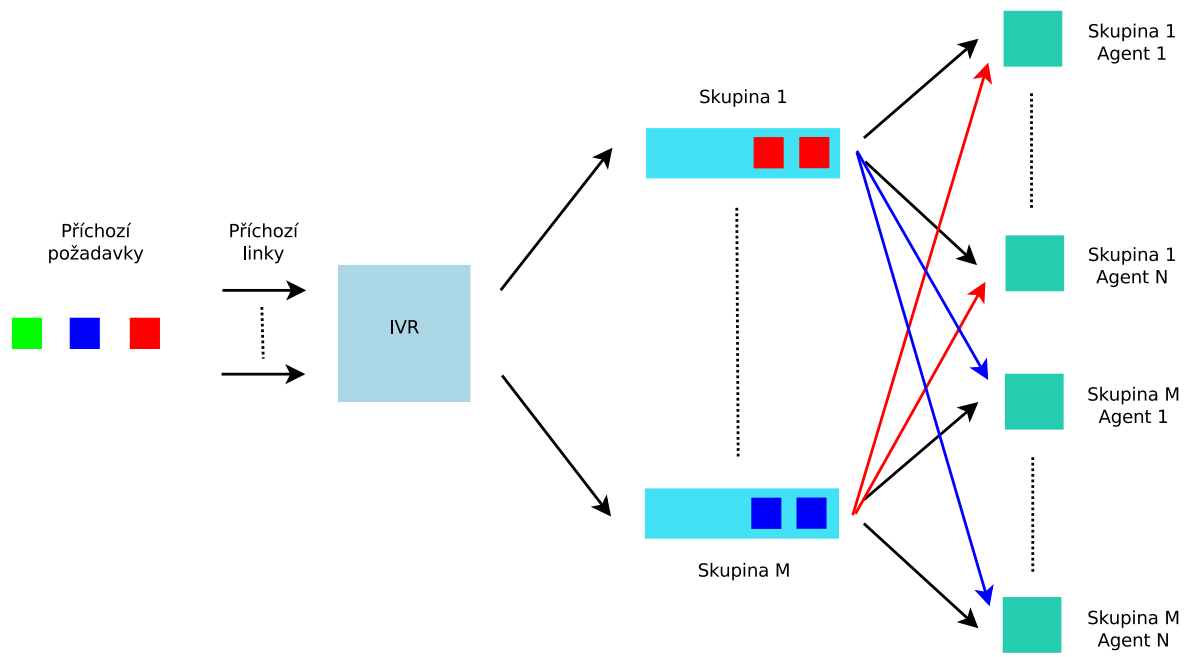 Příchozí
požadavky
Příchozí
linky
IVR
Skupina 1
Skupina M
Skupina 1
Agent 1
Skupina 1
Agent N
Skupina M
Agent 1
Skupina M
Agent N